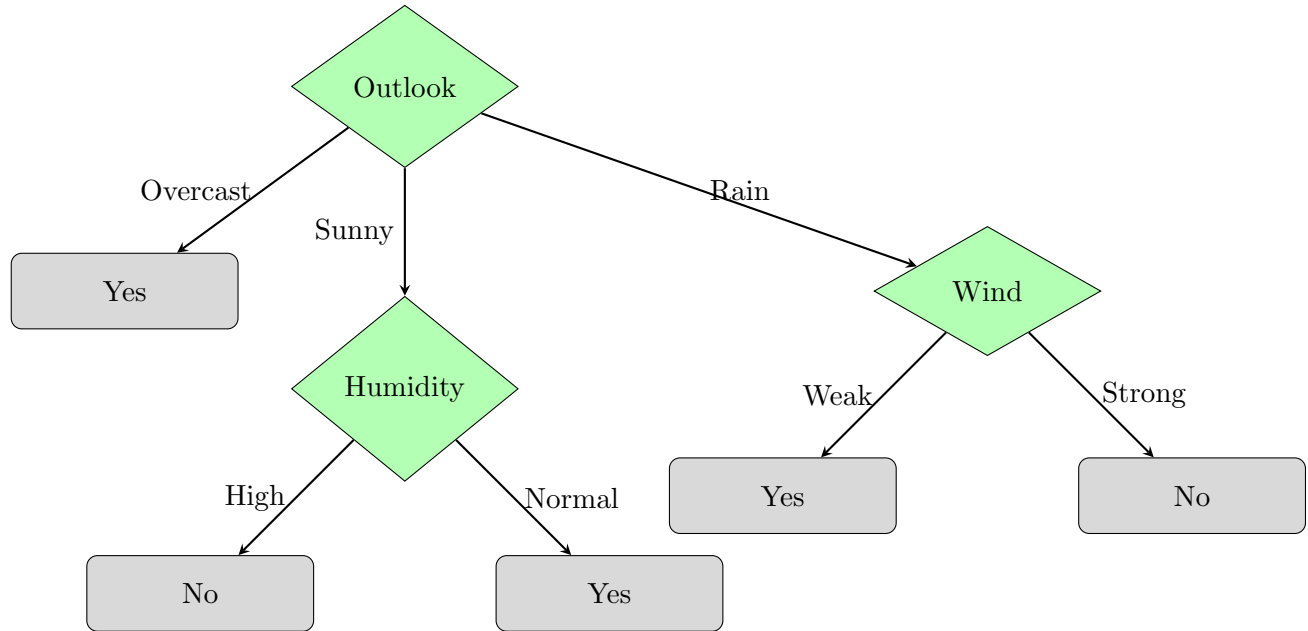 Outlook
Overcast
Rain
Sunny
Yes
Wind
Humidity
Weak
Strong
High
Normal
Yes
No
No
Yes